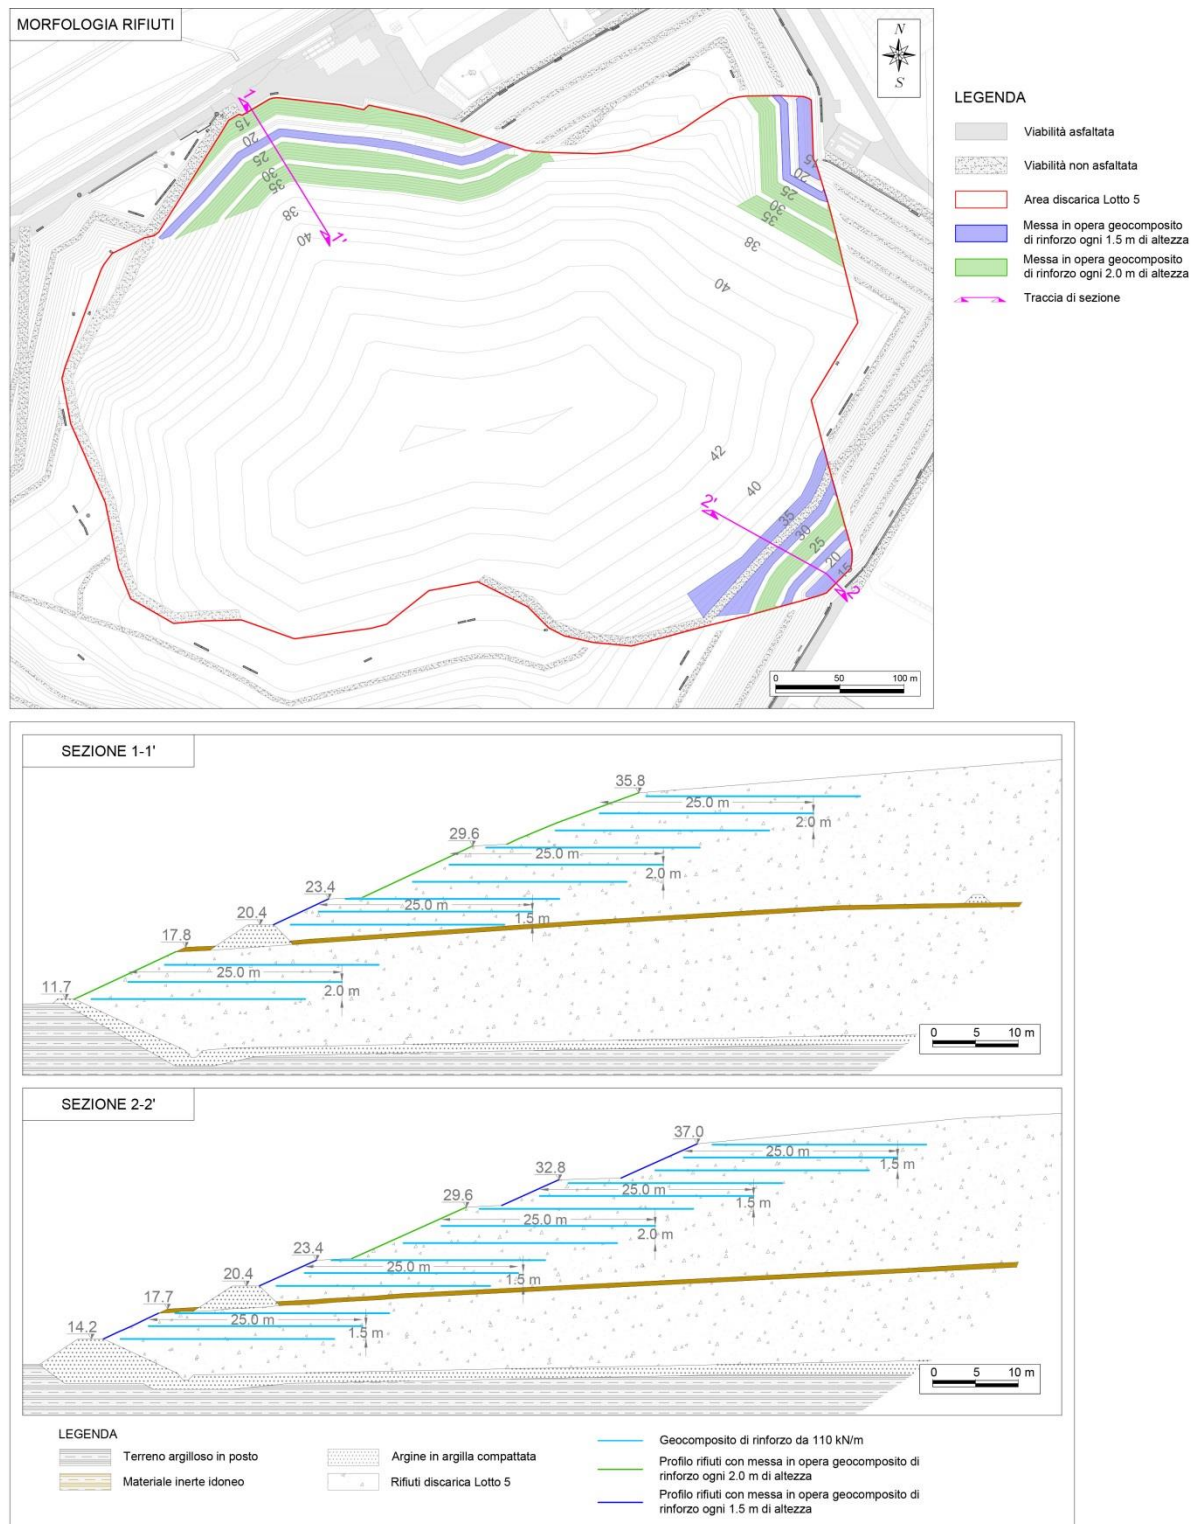 MORFOLOGIA RIFIUTI
N
S
1
15
20
25
30
35
38
40
1'
15
20
25
30
35
38
40
42
40
2'
35
30
25
20
15
2
0 50 100 m
LEGENDA
Viabilità asfaltata
Viabilità non asfaltata
Area discarica Lotto 5
Messa in opera geocomposito
di rinforzo ogni 1.5 m di altezza
Messa in opera geocomposito
di rinforzo ogni 2.0 m di altezza
Traccia di sezione
SEZIONE 1-1'
35.8
25.0 m
2.0 m
29.6
25.0 m
2.0 m
23.4
25.0 m
1.5 m
20.4
17.8
25.0 m
2.0 m
11.7
0 5 10 m
SEZIONE 2-2'
37.0
25.0 m
1.5 m
32.8
25.0 m
1.5 m
29.6
25.0 m
2.0 m
23.4
25.0 m
1.5 m
20.4
17.7
25.0 m
1.5 m
14.2
0 5 10 m
LEGENDA
Terreno argilloso in posto
Materiale inerte idoneo
Argine in argilla compattata
Rifiuti discarica Lotto 5
Geocomposito di rinforzo da 110 kN/m
Profilo rifiuti con messa in opera geocomposito di
rinforzo ogni 2.0 m di altezza
Profilo rifiuti con messa in opera geocomposito di
rinforzo ogni 1.5 m di altezza